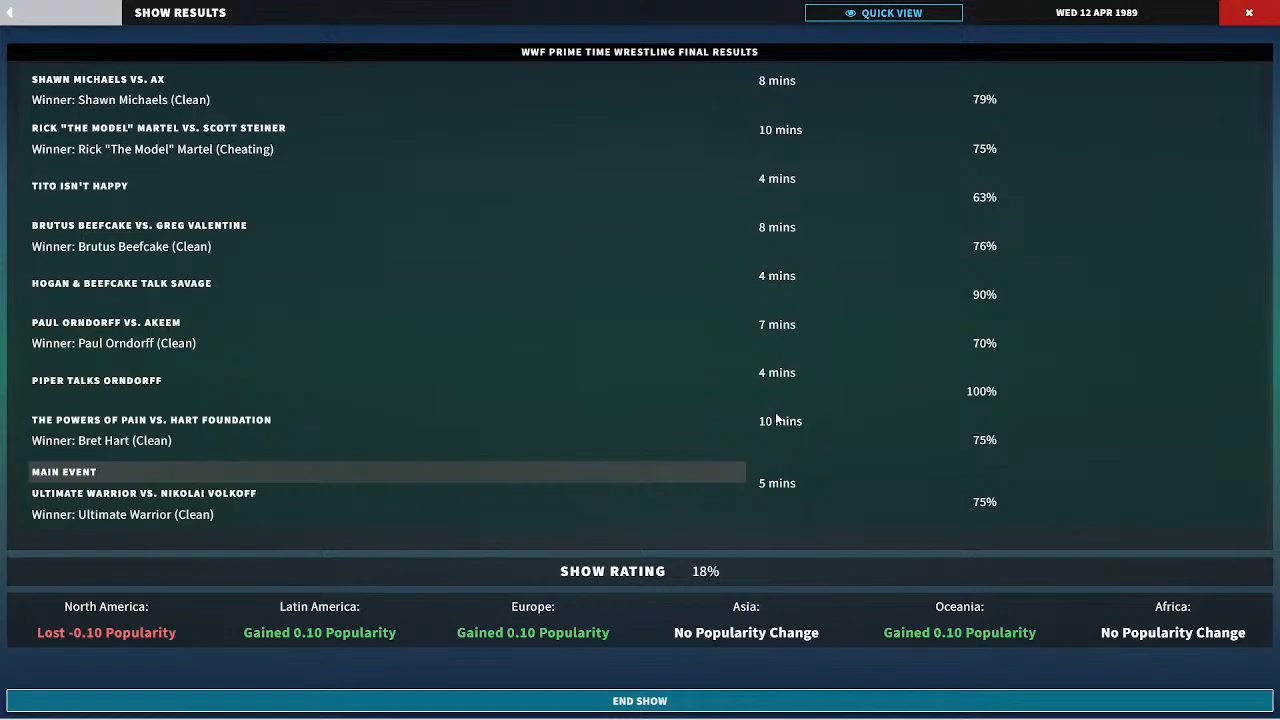 SHOW RESULTS
QUICK VIEW
WED 12 APR 1989
WWF PRIME TIME WRESTLING FINAL RESULTS
SHAWN MICHAELS VS. AX 8 mins
Winner: Shawn Michaels (Clean) 79%
RICK "THE MODEL" MARTEL VS. SCOTT STEINER 10 mins
Winner: Rick "The Model" Martel (Cheating) 75%
TITO ISN'T HAPPY 4 mins
63%
BRUTUS BEEFCAKE VS. GREG VALENTINE 8 mins
Winner: Brutus Beefcake (Clean) 76%
HOGAN & BEEFCAKE TALK SAVAGE 4 mins
90%
PAUL ORNDORFF VS. AKEEM 7 mins
Winner: Paul Orndorff (Clean) 70%
PIPER TALKS ORNDORFF 4 mins
100%
THE POWERS OF PAIN VS. HART FOUNDATION 10 mins
Winner: Bret Hart (Clean) 75%
MAIN EVENT
ULTIMATE WARRIOR VS. NIKOLAI VOLKOFF 5 mins
Winner: Ultimate Warrior (Clean) 75%
SHOW RATING 18%
North America: Latin America: Europe: Asia: Oceania: Africa:
Lost -0.10 Popularity Gained 0.10 Popularity Gained 0.10 Popularity No Popularity Change Gained 0.10 Popularity No Popularity Change
END SHOW